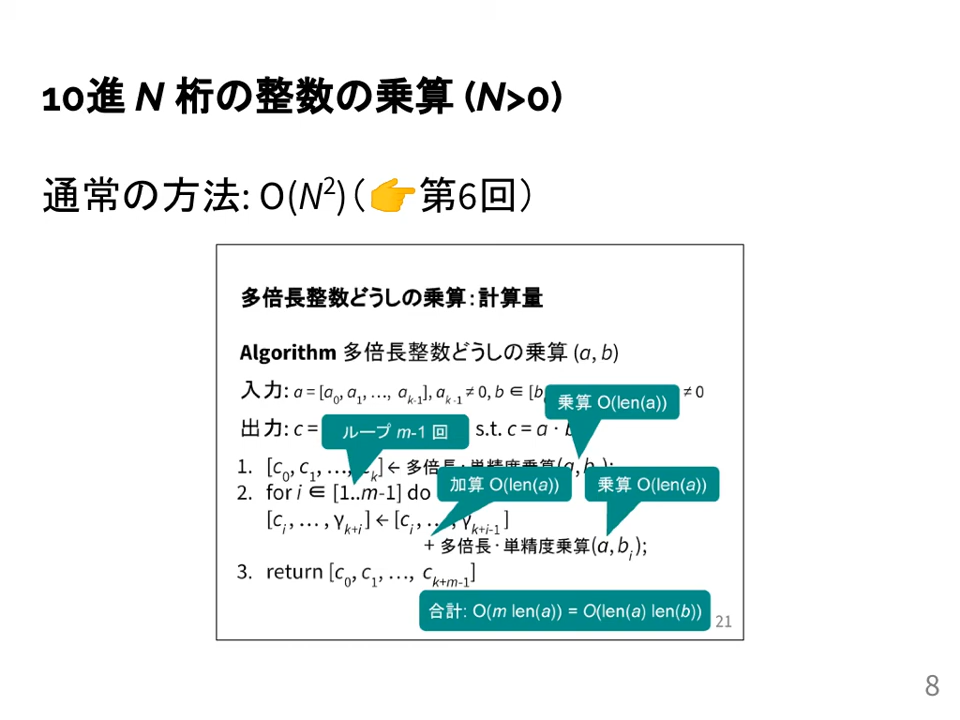 10進 N 桁の整数の乗算 (N>0)
通常の方法: O(N²)(👉第6回)
多倍長整数どうしの乗算:計算量
Algorithm 多倍長整数どうしの乗算 (a, b)
入力: a = [a₀, a₁, …, aₖ₋₁], aₖ₋₁ ≠ 0, b ∈ [b ≠ 0
乗算 O(len(a))
出力: c = s.t. c = a · b
ループ m-1 回
1. [c₀, c₁, …, cₖ] ← 多倍長・単精度乗算(a, b);
2. for i ∈ [1..m-1] do
加算 O(len(a))
乗算 O(len(a))
[cᵢ, … , γₖ₊ᵢ] ← [cᵢ, …, γₖ₊ᵢ₋₁]
+ 多倍長・単精度乗算(a, bᵢ);
3. return [c₀, c₁, …, cₖ₊ₘ₋₁]
合計: O(m len(a)) = O(len(a) len(b))
21
8